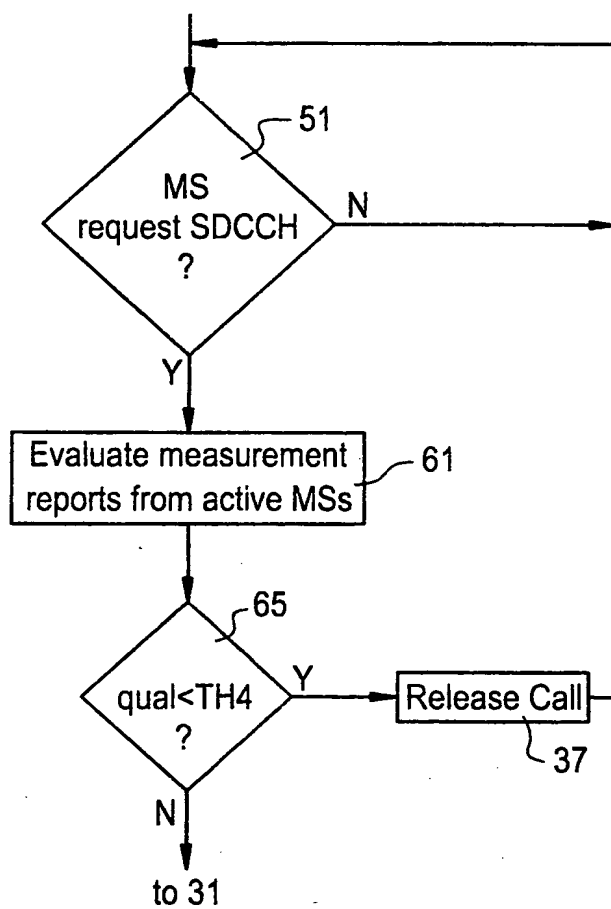 51
MS
request SDCCH
?
N
Y
Evaluate measurement
reports from active MSs
61
65
qual<TH4
?
Y
Release Call
37
N
to 31